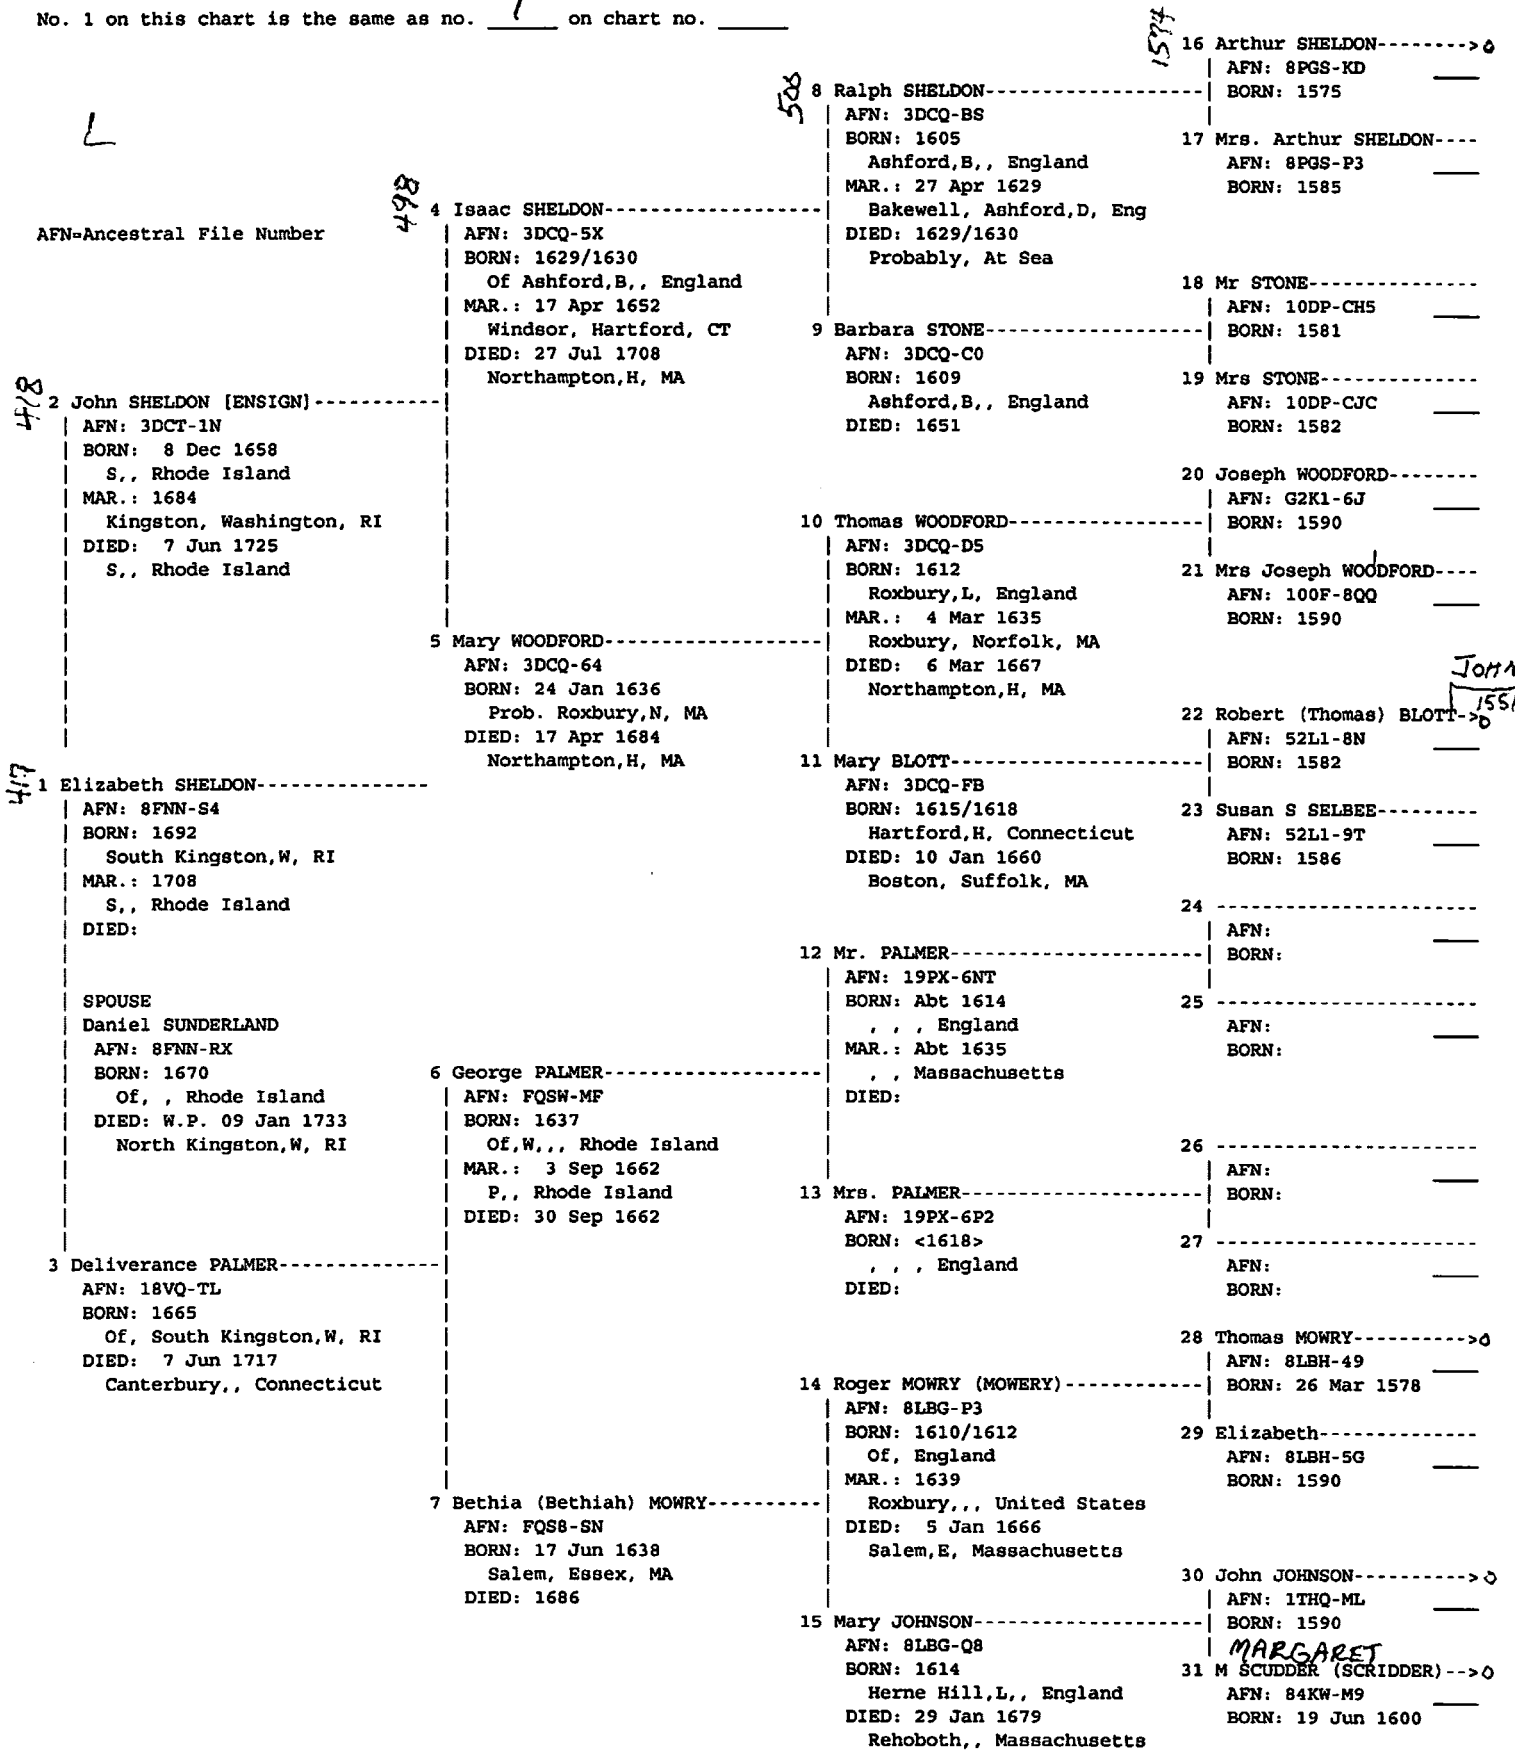 No. 1 on this chart is the same as no. 1 on chart no. ______
L
AFN=Ancestral File Number
417
1 Elizabeth SHELDON---------------
AFN: 8FNN-S4
BORN: 1692
South Kingston,W, RI
MAR.: 1708
S,, Rhode Island
DIED:
SPOUSE
Daniel SUNDERLAND
AFN: 8FNN-RX
BORN: 1670
Of, , Rhode Island
DIED: W.P. 09 Jan 1733
North Kingston,W, RI
418
2 John SHELDON [ENSIGN]-----------
AFN: 3DCT-1N
BORN: 8 Dec 1658
S,, Rhode Island
MAR.: 1684
Kingston, Washington, RI
DIED: 7 Jun 1725
S,, Rhode Island
3 Deliverance PALMER--------------
AFN: 18VQ-TL
BORN: 1665
Of, South Kingston,W, RI
DIED: 7 Jun 1717
Canterbury,, Connecticut
498
4 Isaac SHELDON------------------
AFN: 3DCQ-5X
BORN: 1629/1630
Of Ashford,B,, England
MAR.: 17 Apr 1652
Windsor, Hartford, CT
DIED: 27 Jul 1708
Northampton,H, MA
5 Mary WOODFORD------------------
AFN: 3DCQ-64
BORN: 24 Jan 1636
Prob. Roxbury,N, MA
DIED: 17 Apr 1684
Northampton,H, MA
6 George PALMER------------------
AFN: FQSW-MF
BORN: 1637
Of,W,,, Rhode Island
MAR.: 3 Sep 1662
P,, Rhode Island
DIED: 30 Sep 1662
7 Bethia (Bethiah) MOWRY----------
AFN: FQS8-SN
BORN: 17 Jun 1638
Salem, Essex, MA
DIED: 1686
500
8 Ralph SHELDON------------------
AFN: 3DCQ-BS
BORN: 1605
Ashford,B,, England
MAR.: 27 Apr 1629
Bakewell, Ashford,D, Eng
DIED: 1629/1630
Probably, At Sea
9 Barbara STONE------------------
AFN: 3DCQ-C0
BORN: 1609
Ashford,B,, England
DIED: 1651
10 Thomas WOODFORD----------------
AFN: 3DCQ-D5
BORN: 1612
Roxbury,L, England
MAR.: 4 Mar 1635
Roxbury, Norfolk, MA
DIED: 6 Mar 1667
Northampton,H, MA
11 Mary BLOTT---------------------
AFN: 3DCQ-FB
BORN: 1615/1618
Hartford,H, Connecticut
DIED: 10 Jan 1660
Boston, Suffolk, MA
12 Mr. PALMER---------------------
AFN: 19PX-6NT
BORN: Abt 1614
, , , England
MAR.: Abt 1635
, , Massachusetts
DIED:
13 Mrs. PALMER--------------------
AFN: 19PX-6P2
BORN: <1618>
, , , England
DIED:
14 Roger MOWRY (MOWERY)------------
AFN: 8LBG-P3
BORN: 1610/1612
Of, England
MAR.: 1639
Roxbury,,, United States
DIED: 5 Jan 1666
Salem,E, Massachusetts
15 Mary JOHNSON-------------------
AFN: 8LBG-Q8
BORN: 1614
Herne Hill,L,, England
DIED: 29 Jan 1679
Rehoboth,, Massachusetts
1574
16 Arthur SHELDON-------->0
AFN: 8PGS-KD
BORN: 1575
17 Mrs. Arthur SHELDON----
AFN: 8PGS-P3
BORN: 1585
18 Mr STONE---------------
AFN: 10DP-CH5
BORN: 1581
19 Mrs STONE--------------
AFN: 10DP-CJC
BORN: 1582
20 Joseph WOODFORD--------
AFN: G2K1-6J
BORN: 1590
21 Mrs Joseph WOODFORD----
AFN: 100F-8QQ
BORN: 1590
JOHN
22 Robert (Thomas) BLOTT->0
AFN: 52L1-8N
BORN: 1582
23 Susan S SELBEE---------
AFN: 52L1-9T
BORN: 1586
24 -----------------------
AFN:
BORN:
25 -----------------------
AFN:
BORN:
26 -----------------------
AFN:
BORN:
27 -----------------------
AFN:
BORN:
28 Thomas MOWRY---------->0
AFN: 8LBH-49
BORN: 26 Mar 1578
29 Elizabeth--------------
AFN: 8LBH-5G
BORN: 1590
30 John JOHNSON---------->0
AFN: 1THQ-ML
BORN: 1590
MARGARET
31 M SCUDDER (SCRIDDER)-->0
AFN: 84KW-M9
BORN: 19 Jun 1600